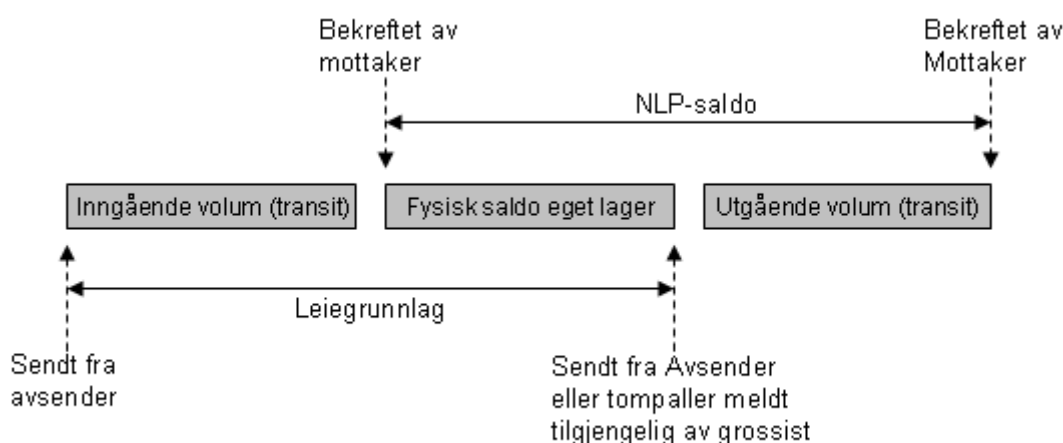 Bekreftet av
mottaker
Bekreftet av
Mottaker
NLP-saldo
Inngående volum (transit)
Fysisk saldo eget lager
Utgående volum (transit)
Leiegrunnlag
Sendt fra
avsender
Sendt fra Avsender
eller tompaller meldt
tilgjengelig av grossist